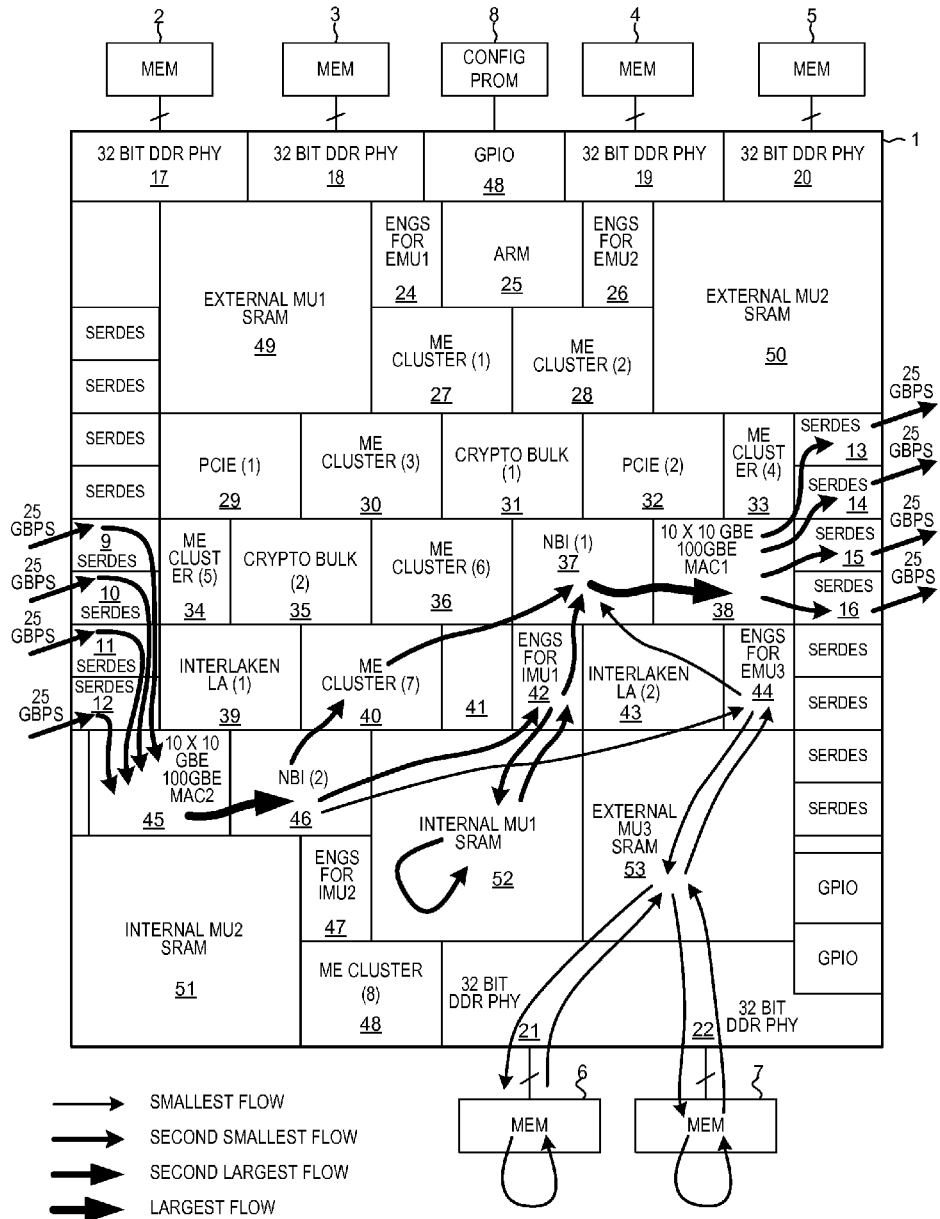 2
3
8
4
5
MEM
MEM
CONFIG
PROM
MEM
MEM
1
32 BIT DDR PHY
17
32 BIT DDR PHY
18
GPIO
48
32 BIT DDR PHY
19
32 BIT DDR PHY
20
EXTERNAL MU1
SRAM
49
ENGS
FOR
EMU1
24
ARM
25
ENGS
FOR
EMU2
26
EXTERNAL MU2
SRAM
50
SERDES
SERDES
ME
CLUSTER (1)
27
ME
CLUSTER (2)
28
SERDES
SERDES
PCIE (1)
29
ME
CLUSTER (3)
30
CRYPTO BULK
(1)
31
PCIE (2)
32
ME
CLUST
ER (4)
33
SERDES
13
SERDES
14
25
GBPS
25
GBPS
25
GBPS
25
GBPS
25
GBPS
25
GBPS
25
GBPS
25
GBPS
9
SERDES
10
SERDES
11
SERDES
SERDES
12
ME
CLUST
ER (5)
34
CRYPTO BULK
(2)
35
ME
CLUSTER (6)
36
NBI (1)
37
10 X 10 GBE
100GBE
MAC1
38
SERDES
15
SERDES
16
INTERLAKEN
LA (1)
39
ME
CLUSTER (7)
40
41
ENGS
FOR
IMU1
42
INTERLAKEN
LA (2)
43
ENGS
FOR
EMU3
44
SERDES
SERDES
10 X 10
GBE
100GBE
MAC2
45
NBI (2)
46
INTERNAL MU1
SRAM
52
EXTERNAL
MU3
SRAM
53
SERDES
SERDES
GPIO
GPIO
INTERNAL MU2
SRAM
51
ENGS
FOR
IMU2
47
ME CLUSTER
(8)
48
32 BIT
DDR PHY
21
32 BIT
DDR PHY
22
6
MEM
7
MEM
SMALLEST FLOW
SECOND SMALLEST FLOW
SECOND LARGEST FLOW
LARGEST FLOW